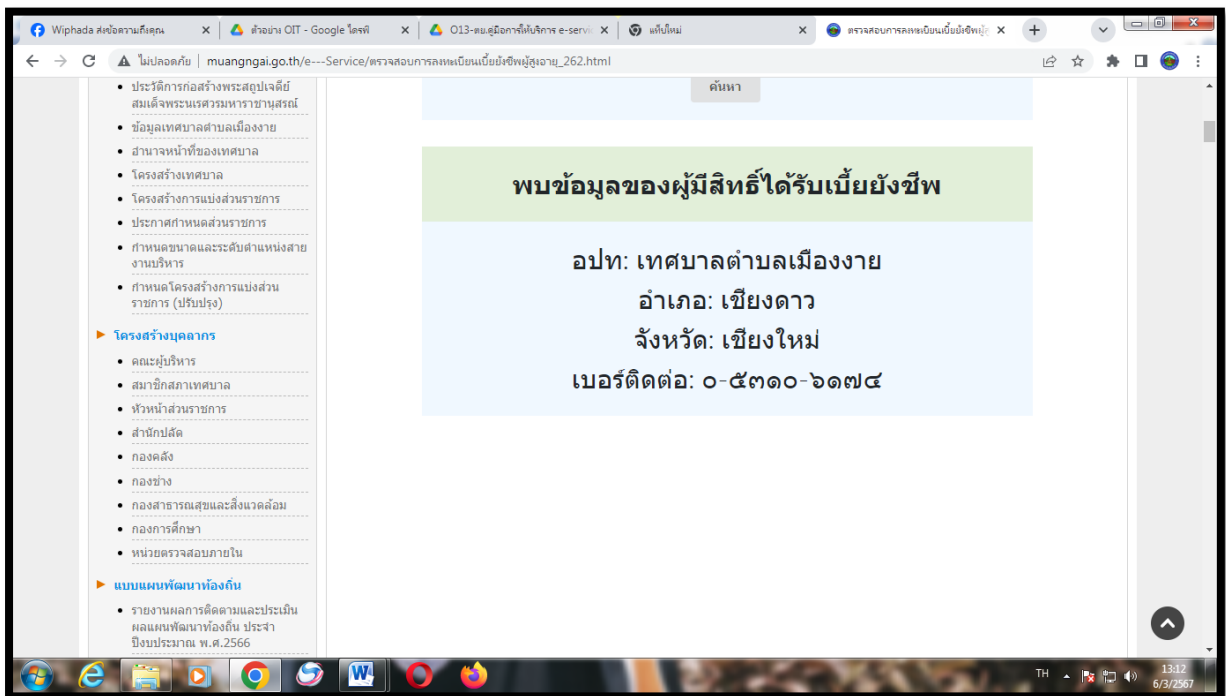 Wiphada ส่งข้อความถึงคุณ
ตัวอย่าง OIT - Google ไดรฟ์
O13-ตย.คู่มือการให้บริการ e-servic
แท็บใหม่
ตรวจสอบการลงทะเบียนเบี้ยยังชีพผู้สู
ไม่ปลอดภัย | muangngai.go.th/e---Service/ตรวจสอบการลงทะเบียนเบี้ยยังชีพผู้สูงอายุ_262.html
ประวัติการก่อสร้างพระสถูปเจดีย์
สมเด็จพระนเรศวรมหาราชานุสรณ์
ข้อมูลเทศบาลตำบลเมืองงาย
อำนาจหน้าที่ของเทศบาล
โครงสร้างเทศบาล
โครงสร้างการแบ่งส่วนราชการ
ประกาศกำหนดส่วนราชการ
กำหนดขนาดและระดับตำแหน่งสาย
งานบริหาร
กำหนดโครงสร้างการแบ่งส่วน
ราชการ (ปรับปรุง)
โครงสร้างบุคลากร
คณะผู้บริหาร
สมาชิกสภาเทศบาล
หัวหน้าส่วนราชการ
สำนักปลัด
กองคลัง
กองช่าง
กองสาธารณสุขและสิ่งแวดล้อม
กองการศึกษา
หน่วยตรวจสอบภายใน
แบบแผนพัฒนาท้องถิ่น
รายงานผลการติดตามและประเมิน
ผลแผนพัฒนาท้องถิ่น ประจำ
ปีงบประมาณ พ.ศ.2566
ค้นหา
พบข้อมูลของผู้มีสิทธิ์ได้รับเบี้ยยังชีพ
อปท: เทศบาลตำบลเมืองงาย
อำเภอ: เชียงดาว
จังหวัด: เชียงใหม่
เบอร์ติดต่อ: ๐-๕๓๑๐-๖๑๗๔
TH
13:12
6/3/2567